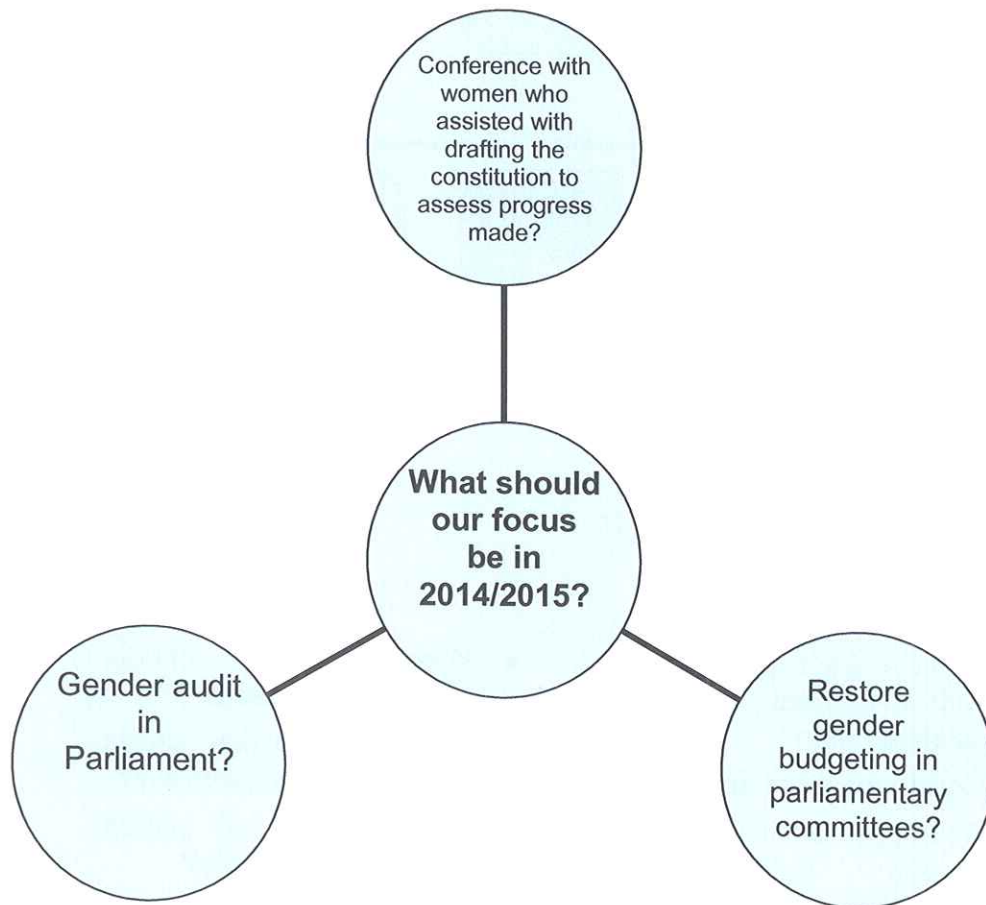 Conference with
women who
assisted with
drafting the
constitution to
assess progress
made?
What should
our focus
be in
2014/2015?
Gender audit
in
Parliament?
Restore
gender
budgeting in
parliamentary
committees?